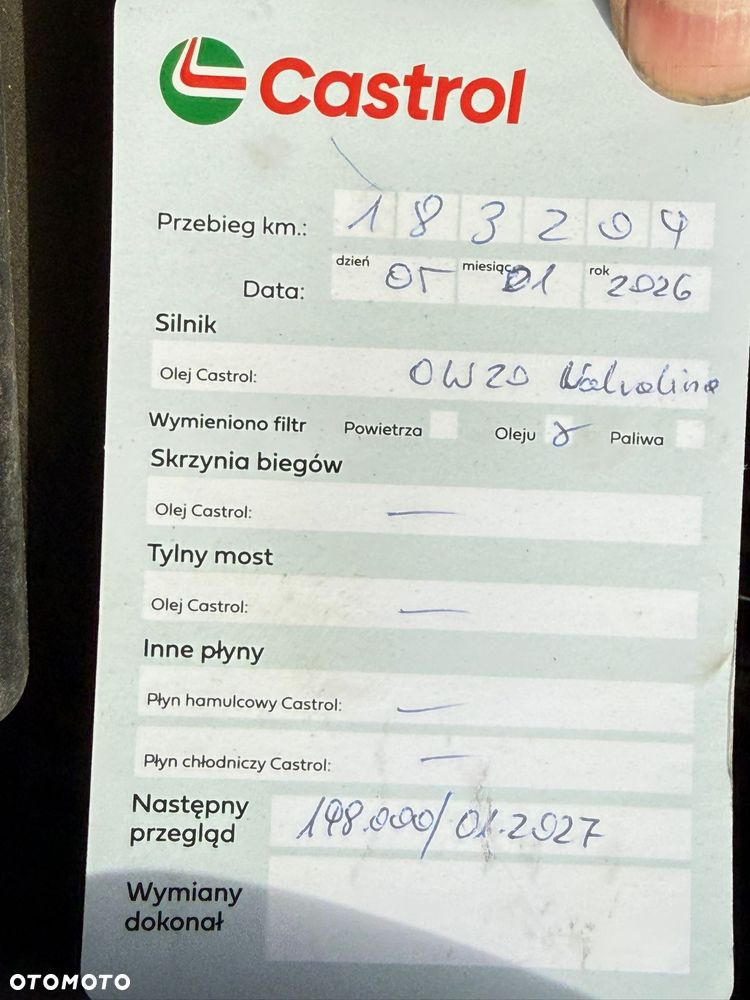 Castrol
Przebieg km.: 183204
dzień miesiąc rok
Data: 05 01 2026
Silnik
Olej Castrol: 0W20 Valvoline
Wymieniono filtr Powietrza Oleju Paliwa
Skrzynia biegów
Olej Castrol: —
Tylny most
Olej Castrol: —
Inne płyny
Płyn hamulcowy Castrol: —
Płyn chłodniczy Castrol: —
Następny
przegląd 198.000/01.2027
Wymiany
dokonał
OTOMOTO